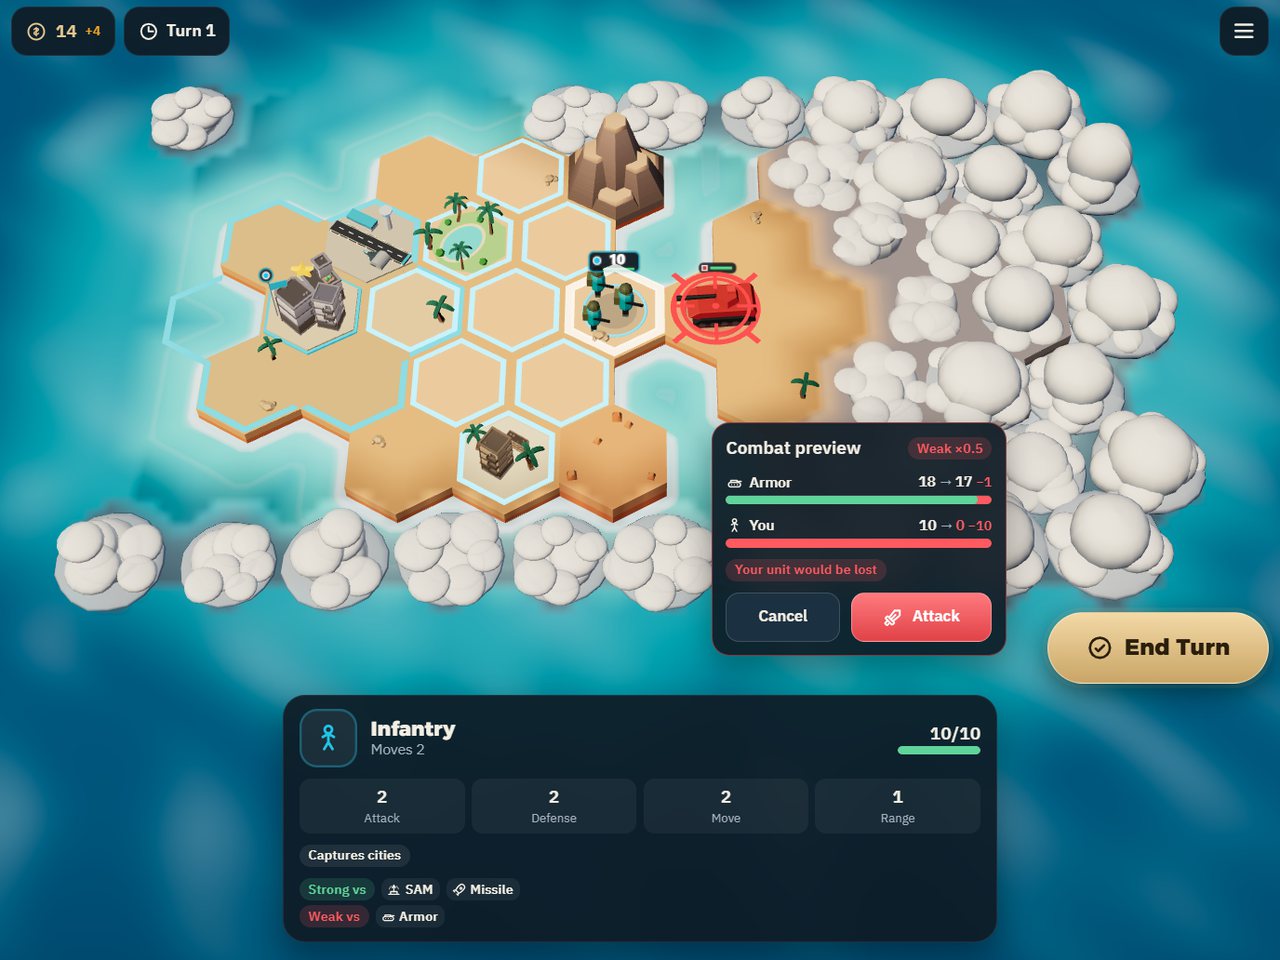 14 +4
Turn 1
10
Combat preview
Weak ×0.5
Armor
18 → 17 −1
You
10 → 0 −10
Your unit would be lost
Cancel
Attack
End Turn
Infantry
Moves 2
10/10
2
Attack
2
Defense
2
Move
1
Range
Captures cities
Strong vs SAM Missile
Weak vs Armor